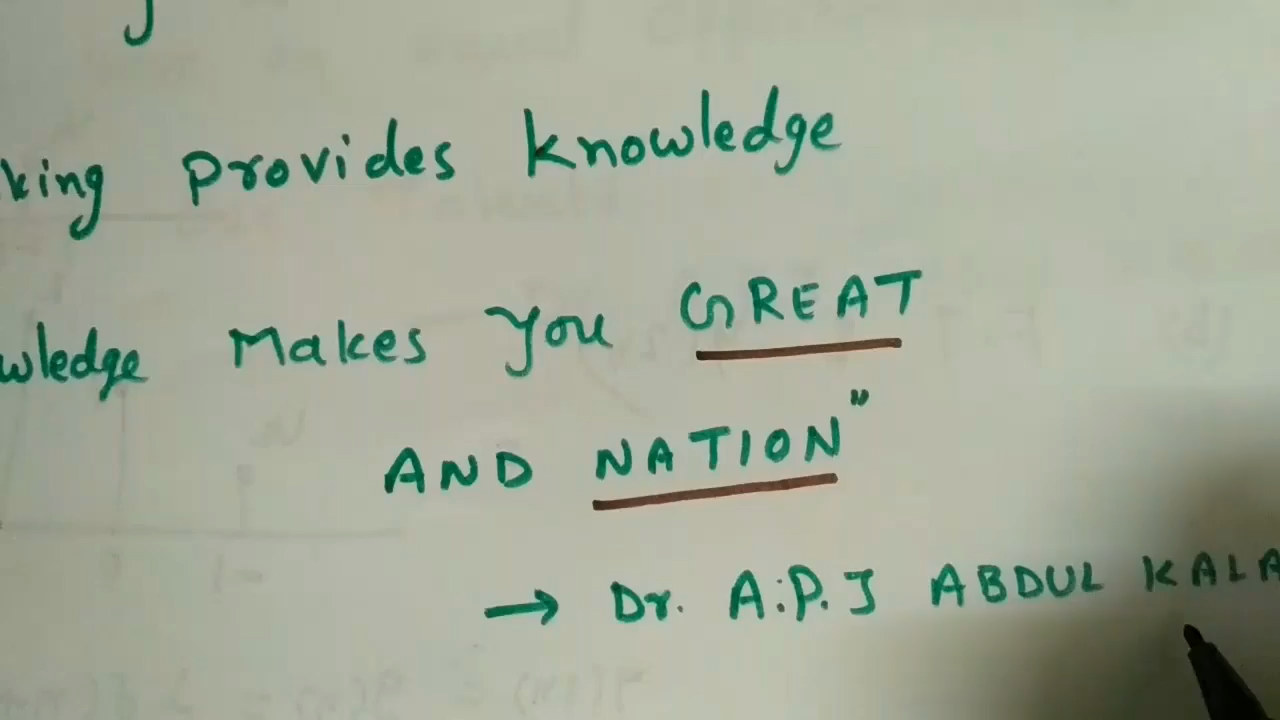 king provides knowledge
wledge Makes You GREAT
AND NATION"
→ Dr. A.P.J ABDUL KALA